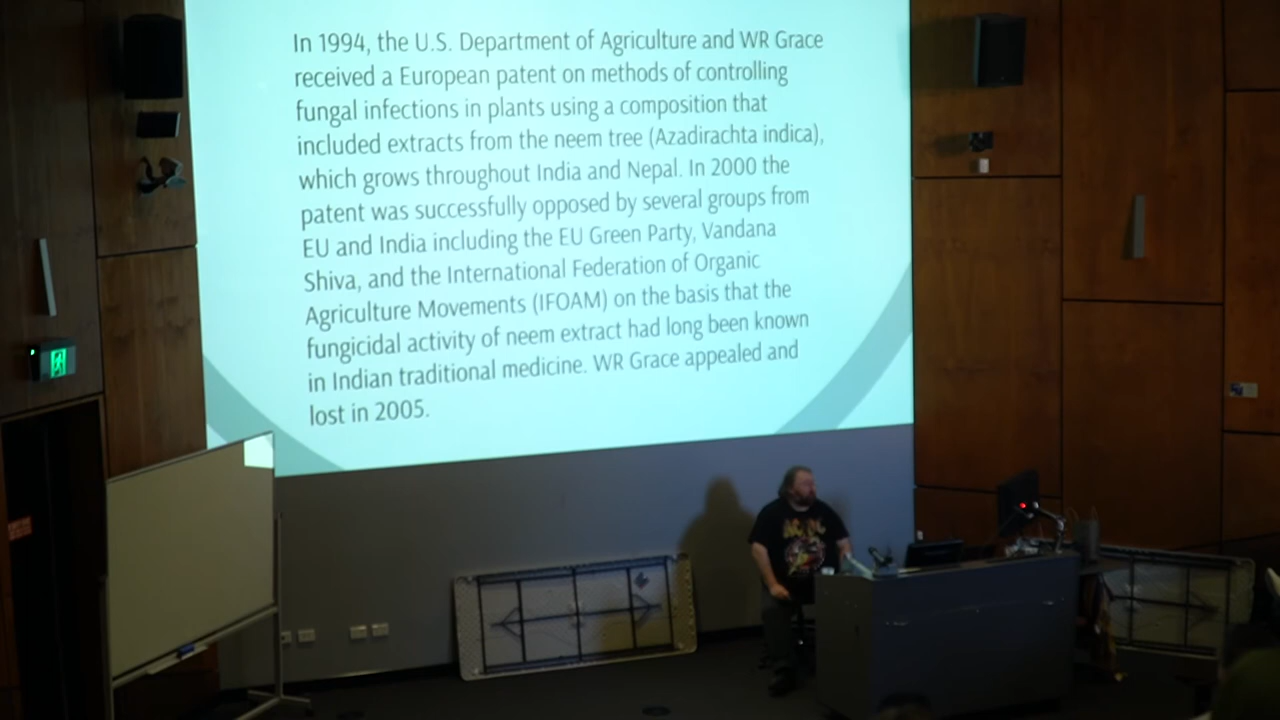 In 1994, the U.S. Department of Agriculture and WR Grace
received a European patent on methods of controlling
fungal infections in plants using a composition that
included extracts from the neem tree (Azadirachta indica),
which grows throughout India and Nepal. In 2000 the
patent was successfully opposed by several groups from
EU and India including the EU Green Party, Vandana
Shiva, and the International Federation of Organic
Agriculture Movements (IFOAM) on the basis that the
fungicidal activity of neem extract had long been known
in Indian traditional medicine. WR Grace appealed and
lost in 2005.
AC DC